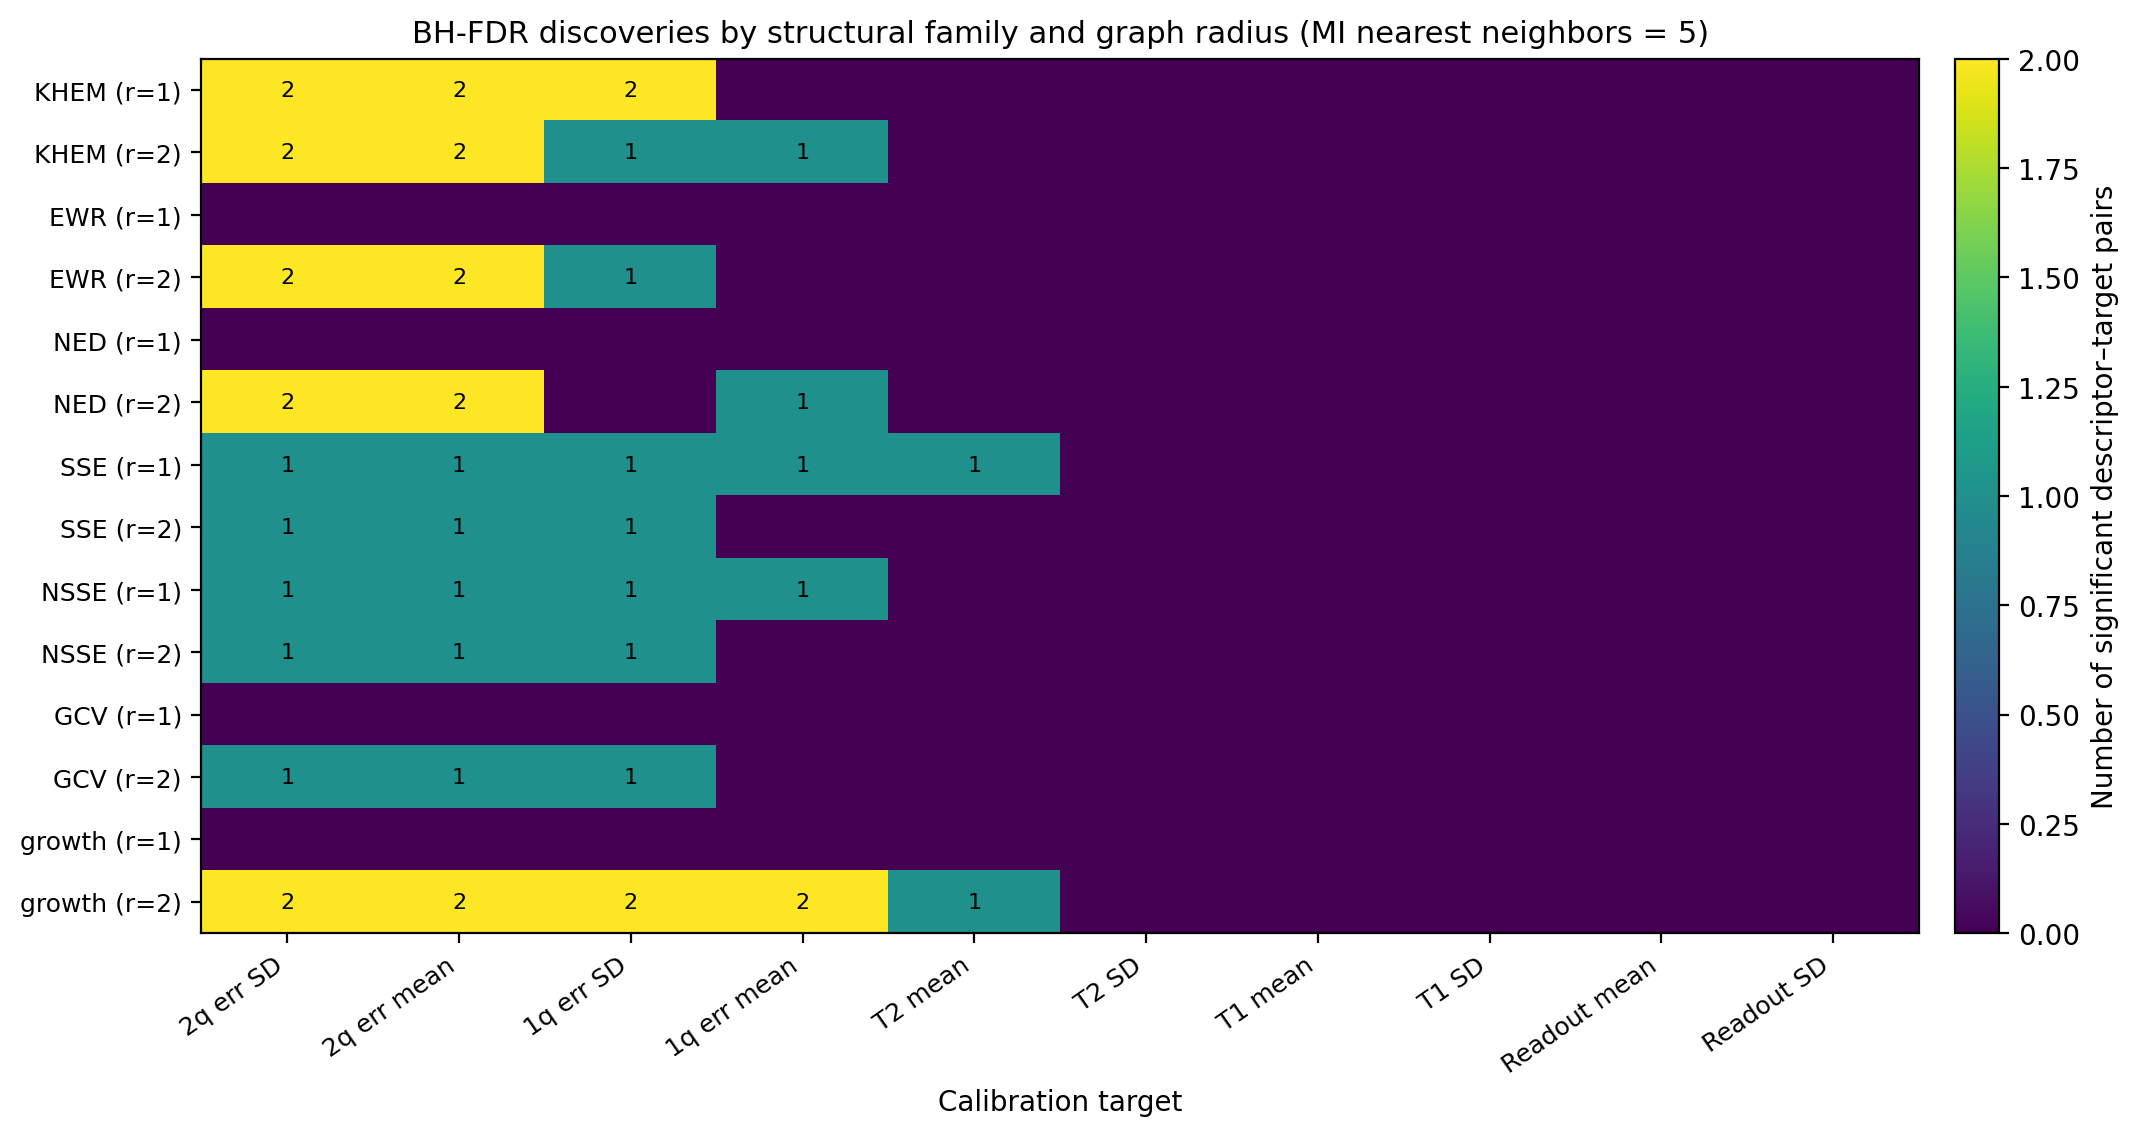 BH-FDR discoveries by structural family and graph radius (MI nearest neighbors = 5)
KHEM (r=1) 2 2 2
KHEM (r=2) 2 2 1 1
EWR (r=1)
EWR (r=2) 2 2 1
NED (r=1)
NED (r=2) 2 2 1
SSE (r=1) 1 1 1 1 1
SSE (r=2) 1 1 1
NSSE (r=1) 1 1 1 1
NSSE (r=2) 1 1 1
GCV (r=1)
GCV (r=2) 1 1 1
growth (r=1)
growth (r=2) 2 2 2 2 1
2q err SD
2q err mean
1q err SD
1q err mean
T2 mean
T2 SD
T1 mean
T1 SD
Readout mean
Readout SD
Calibration target
2.00
1.75
1.50
1.25
1.00
0.75
0.50
0.25
0.00
Number of significant descriptor–target pairs